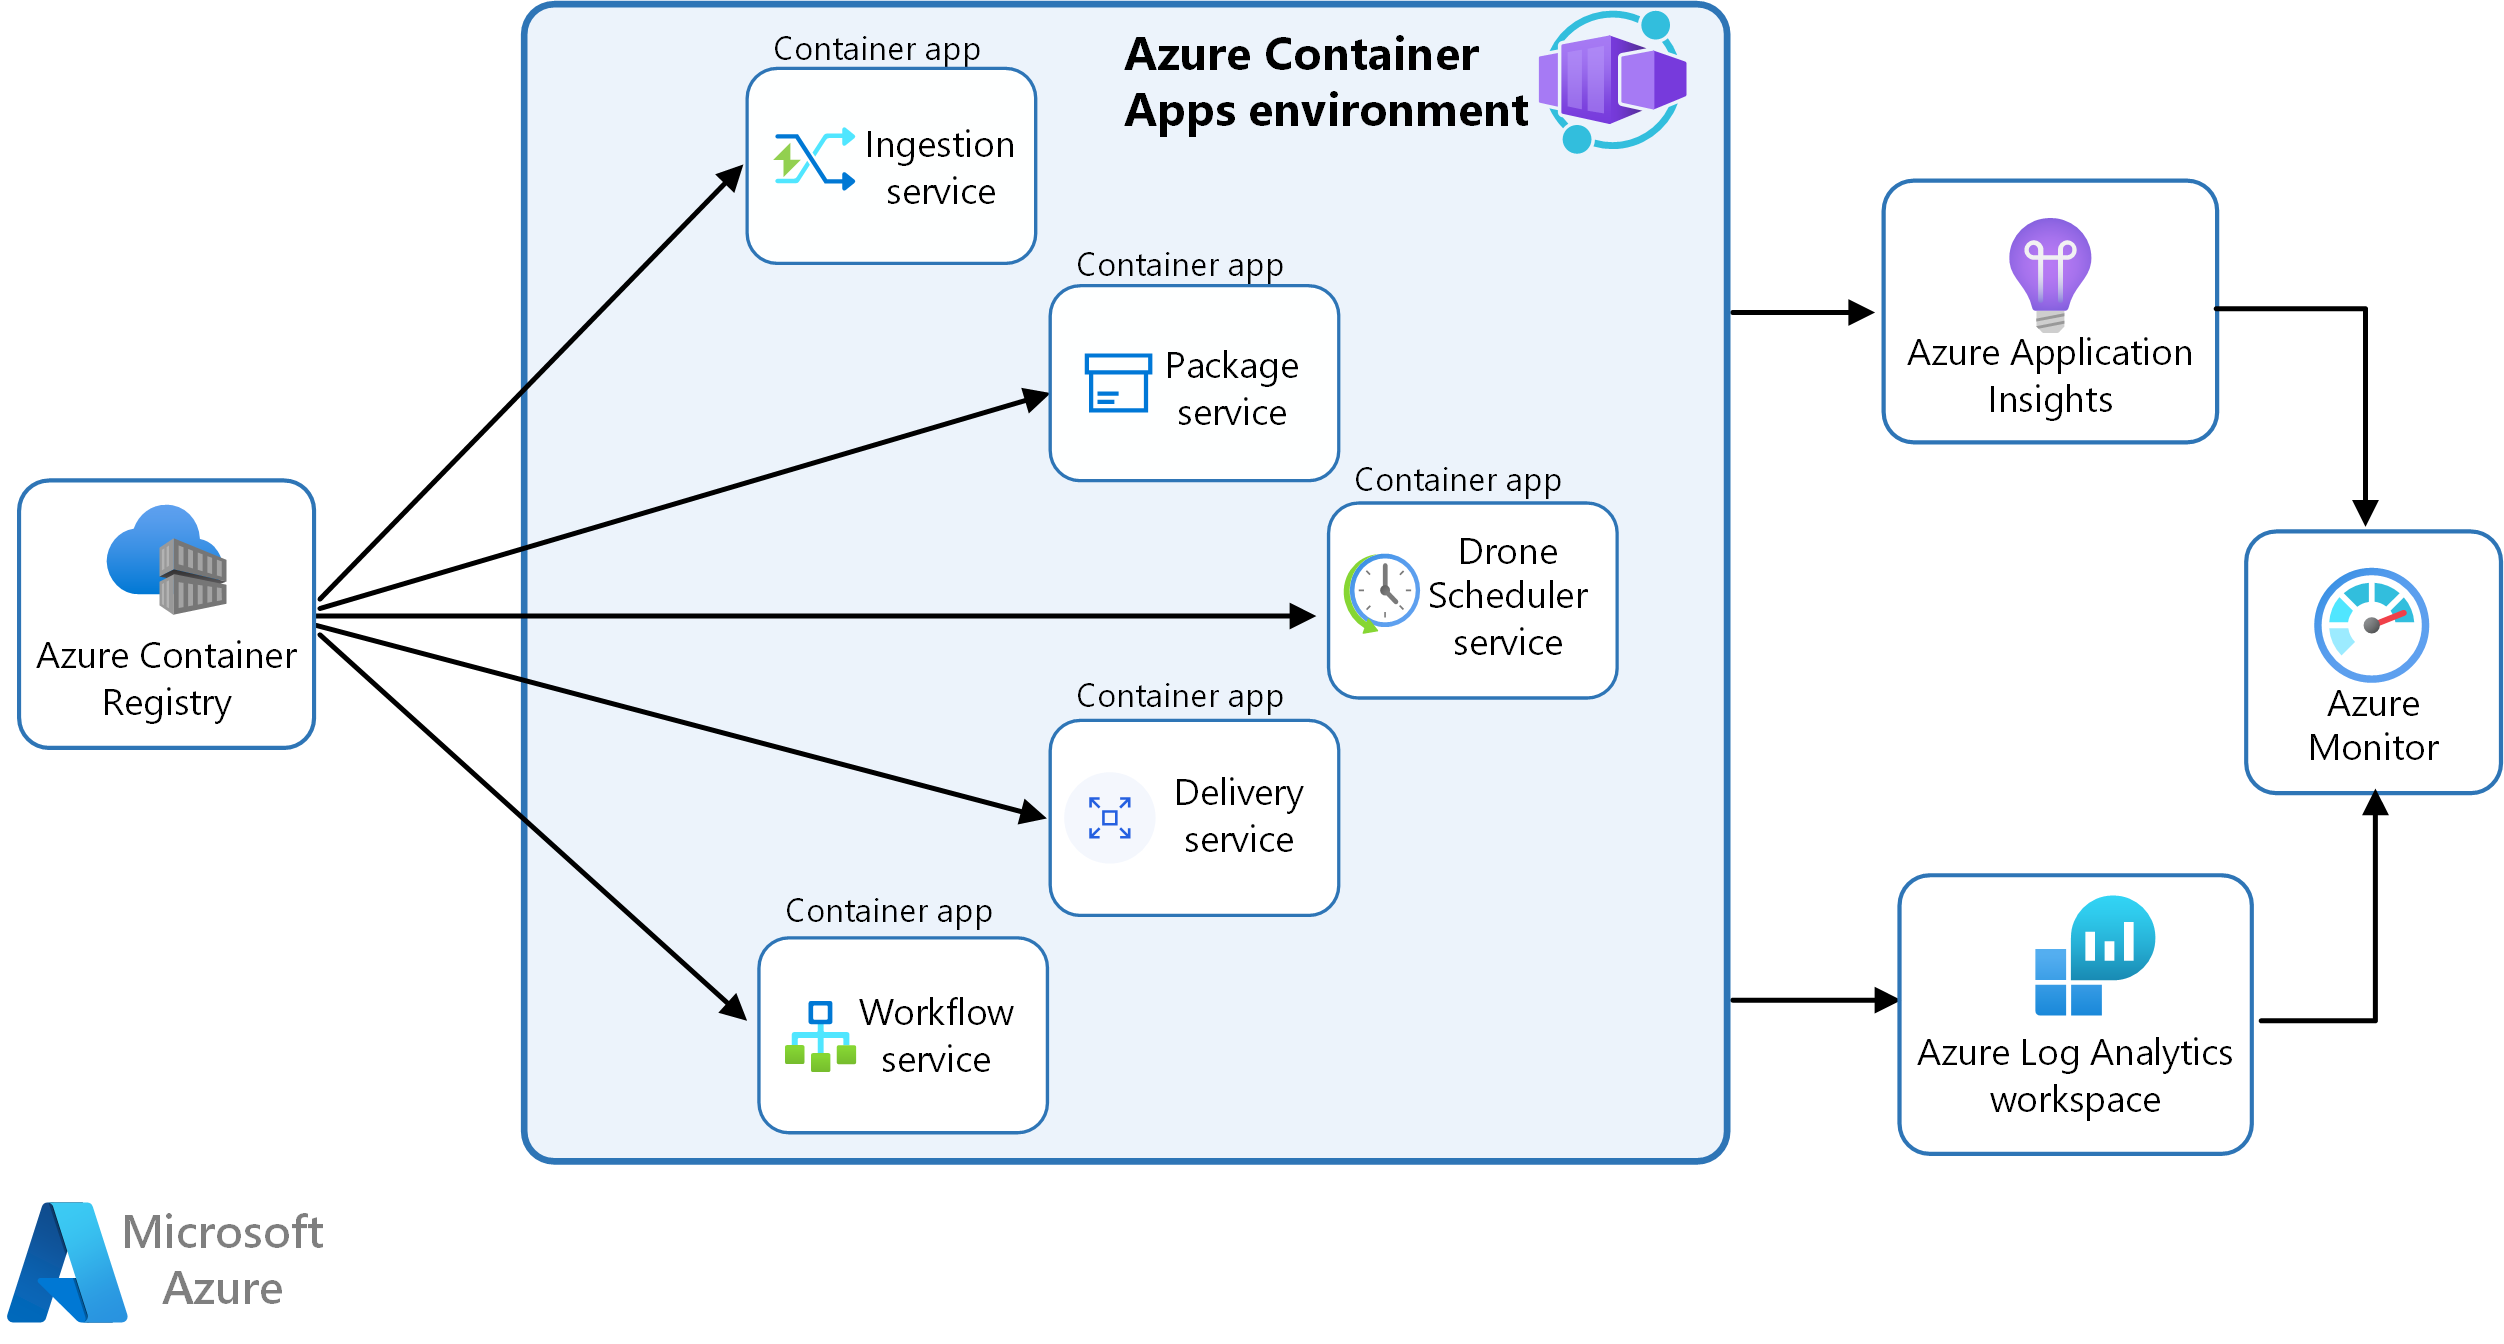 Azure Container
Apps environment
Container app
Ingestion
service
Container app
Package
service
Container app
Drone
Scheduler
service
Container app
Delivery
service
Container app
Workflow
service
Azure Container
Registry
Azure Application
Insights
Azure
Monitor
Azure Log Analytics
workspace
Microsoft
Azure